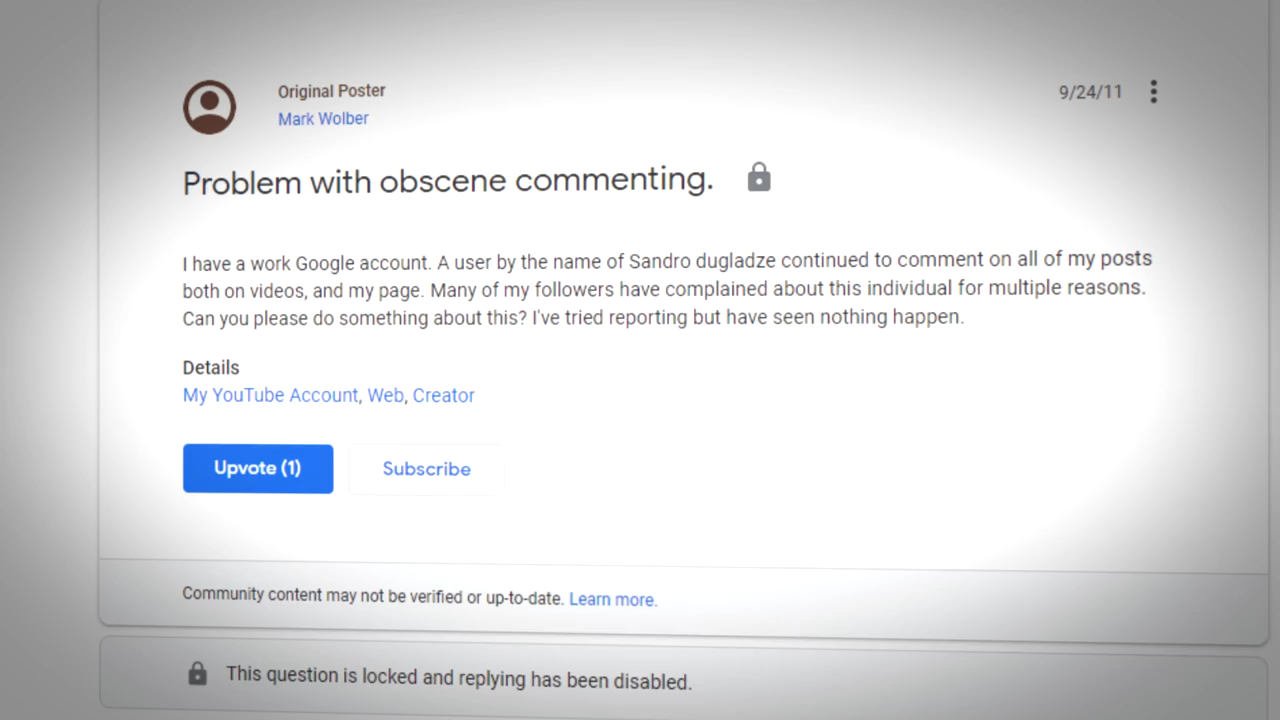 Original Poster
9/24/11
Mark Wolber
Problem with obscene commenting.
I have a work Google account. A user by the name of Sandro dugladze continued to comment on all of my posts
both on videos, and my page. Many of my followers have complained about this individual for multiple reasons.
Can you please do something about this? I've tried reporting but have seen nothing happen.
Details
My YouTube Account, Web, Creator
Upvote (1)
Subscribe
Community content may not be verified or up-to-date. Learn more.
This question is locked and replying has been disabled.